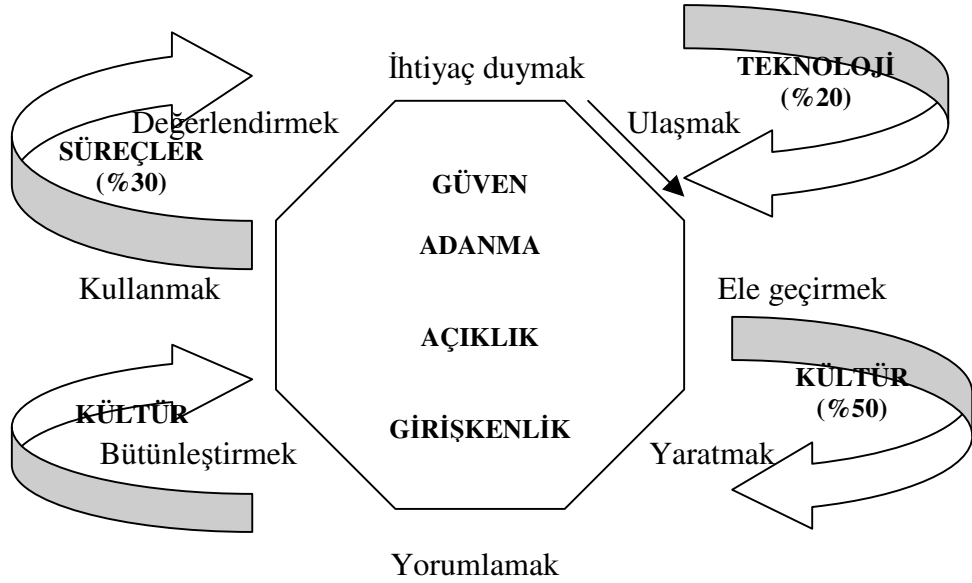 İhtiyaç duymak
TEKNOLOJİ
(%20)
Değerlendirmek
Ulaşmak
SÜREÇLER
(%30)
GÜVEN
ADANMA
Kullanmak
Ele geçirmek
AÇIKLIK
KÜLTÜR
(%50)
KÜLTÜR
GİRİŞKENLİK
Bütünleştirmek
Yaratmak
Yorumlamak